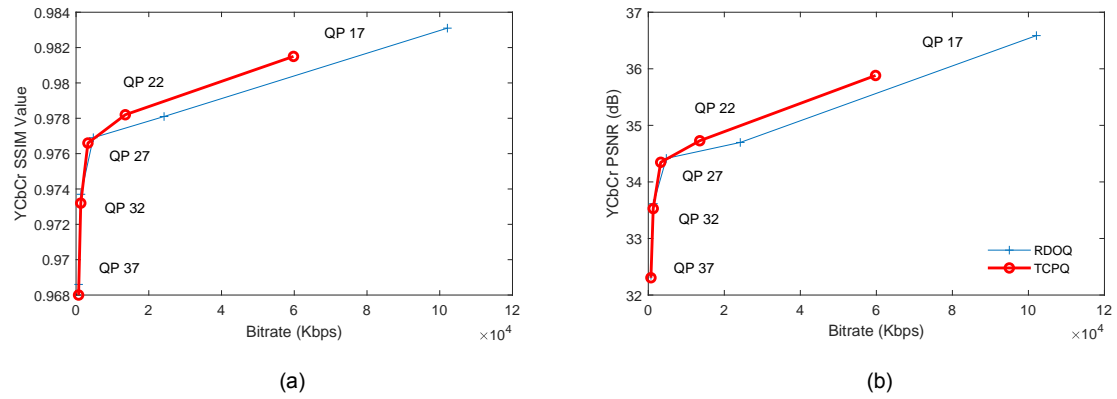 0.984
0.982
0.98
0.978
0.976
0.974
0.972
0.97
0.968
YCbCr SSIM Value
QP 17
QP 22
QP 27
QP 32
QP 37
0 2 4 6 8 10 12
Bitrate (Kbps)
×10⁴
(a)
37
36
35
34
33
32
YCbCr PSNR (dB)
QP 17
QP 22
QP 27
QP 32
QP 37
RDOQ
TCPQ
0 2 4 6 8 10 12
Bitrate (Kbps)
×10⁴
(b)